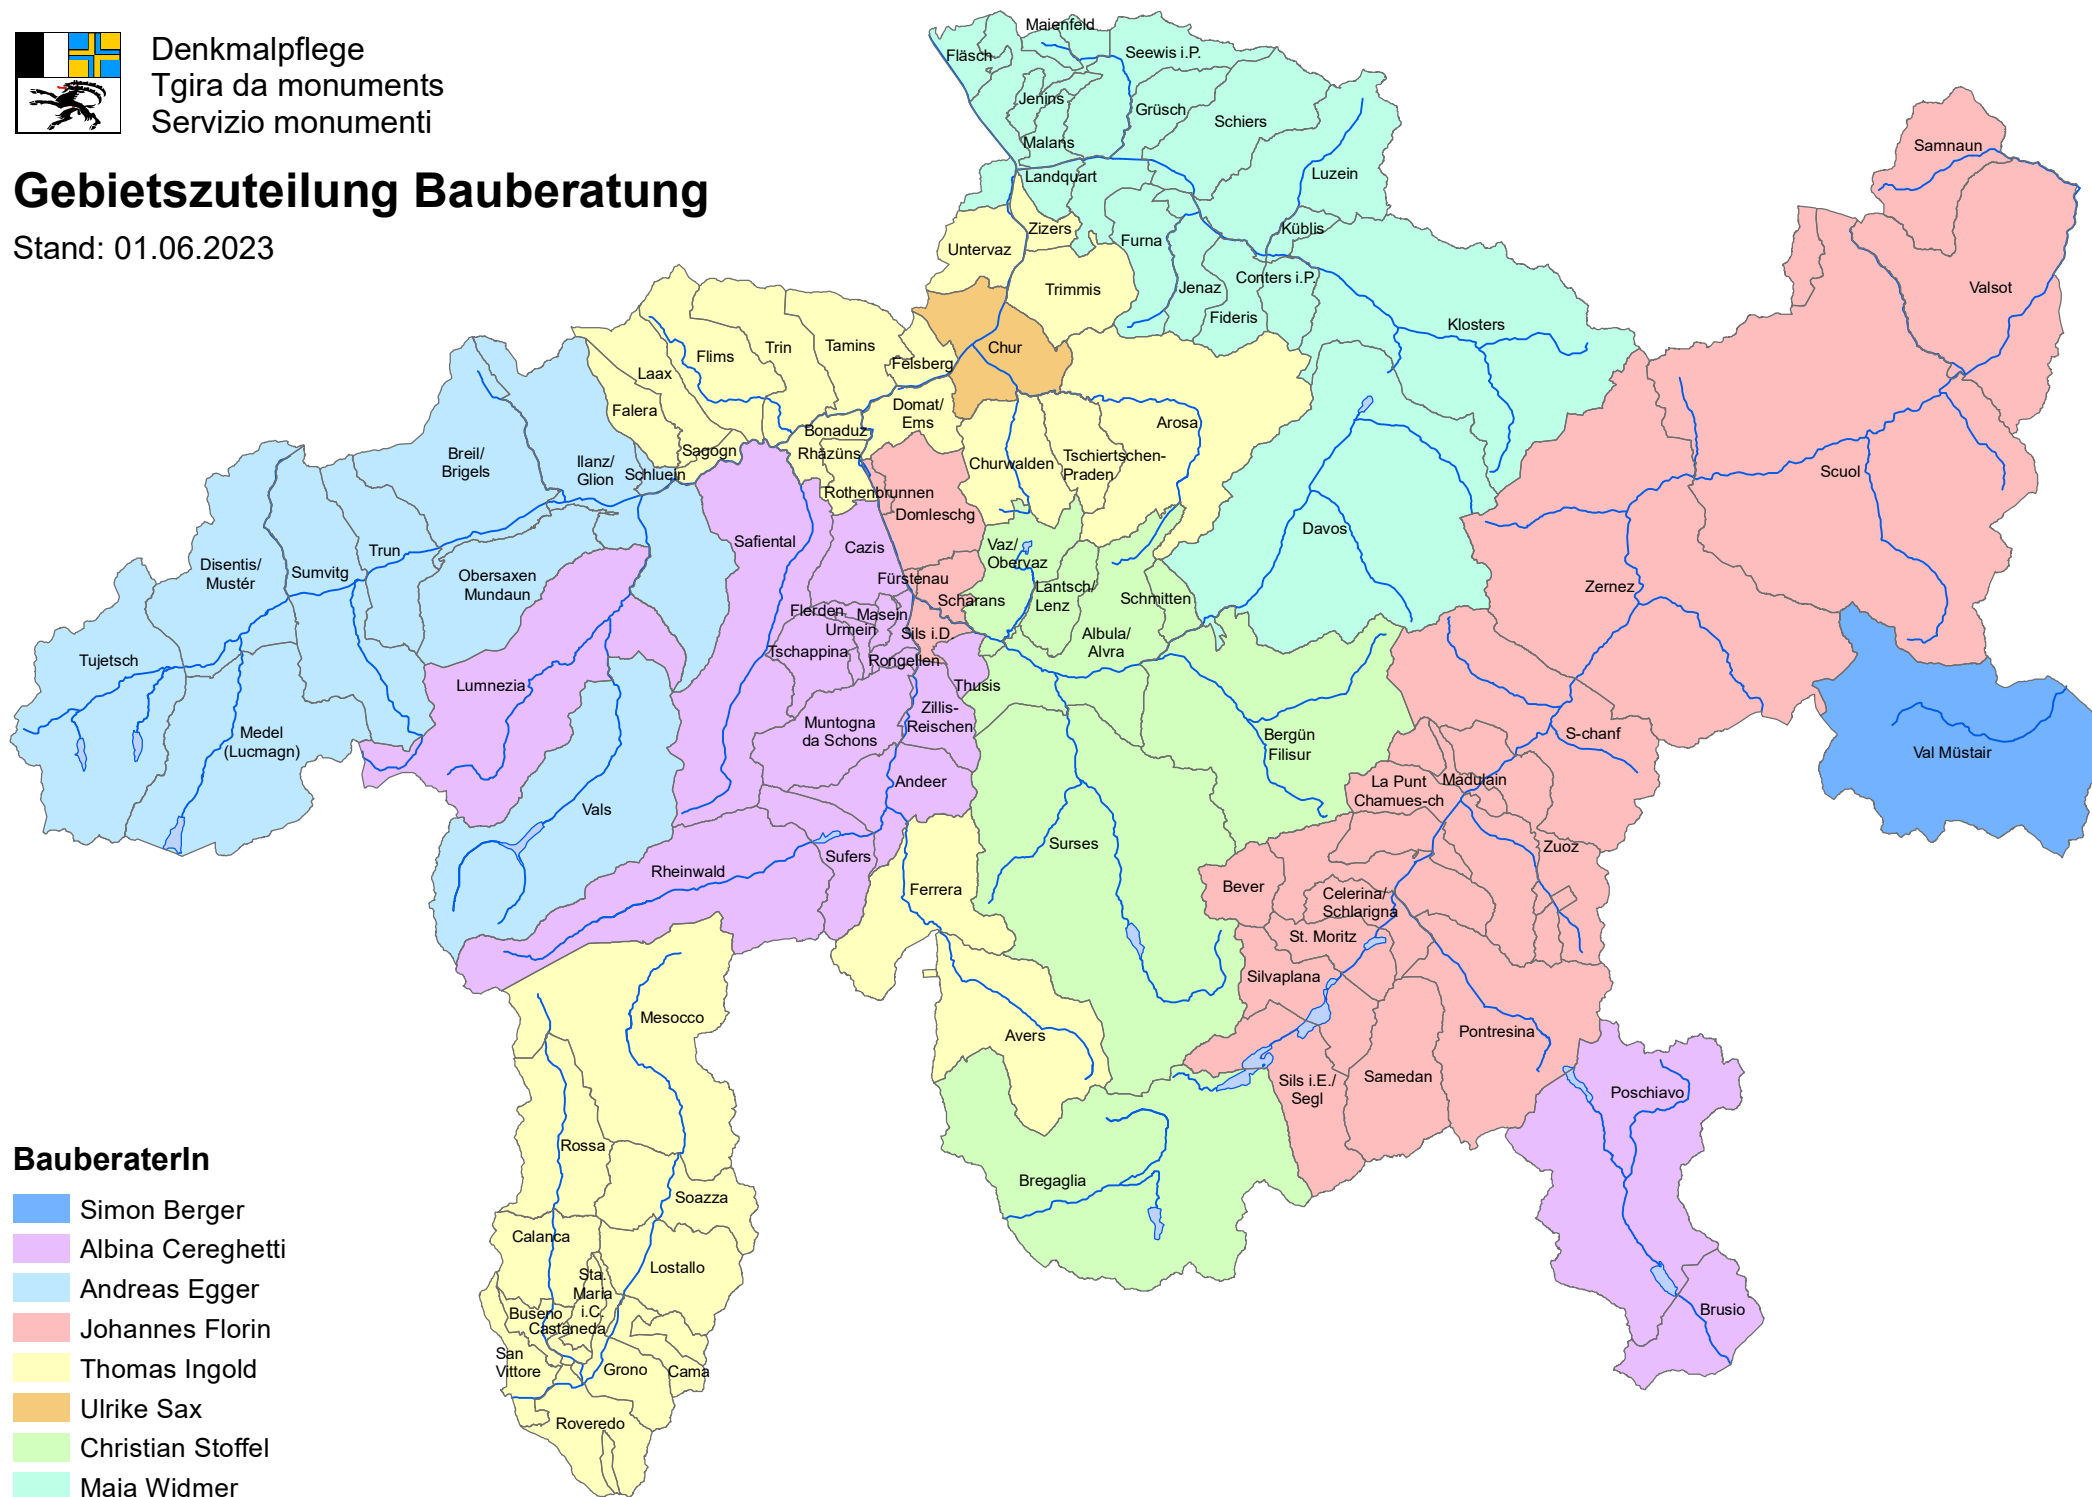 Denkmalpflege
Tgira da monuments
Servizio monumenti
Gebietszuteilung Bauberatung
Stand: 01.06.2023
Maienfeld
Fläsch
Seewis i.P.
Jenins
Grüsch
Schiers
Malans
Landquart
Luzein
Samnaun
Zizers
Furna
Küblis
Untervaz
Trimmis
Jenaz
Conters i.P.
Fideris
Klosters
Valsot
Chur
Flims
Trin
Tamins
Felsberg
Laax
Falera
Domat/
Ems
Arosa
Bonaduz
Sagogn
Rhäzüns
Churwalden
Tschiertschen-
Praden
Breil/
Brigels
Ilanz/
Glion
Schluein
Rothenbrunnen
Domleschg
Scuol
Davos
Safiental
Cazis
Vaz/
Obervaz
Trun
Disentis/
Mustér
Sumvitg
Obersaxen
Mundaun
Fürstenau
Scharans
Lantsch/
Lenz
Schmitten
Zernez
Flerden
Masein
Urmein
Sils i.D.
Albula/
Alvra
Tujetsch
Tschappina
Rongellen
Lumnezia
Thusis
Zillis-
Reischen
Muntogna
da Schons
Medel
(Lucmagn)
Bergün
Filisur
S-chanf
Val Müstair
Andeer
La Punt
Chamues-ch
Madulain
Vals
Surses
Zuoz
Sufers
Rheinwald
Ferrera
Bever
Celerina/
Schlarigna
St. Moritz
Silvaplana
Mesocco
Avers
Pontresina
Sils i.E./
Segl
Samedan
Poschiavo
Rossa
Bregaglia
Soazza
Calanca
Lostallo
Sta.
Maria
i.C.
Buseno
Castaneda
Brusio
San
Vittore
Grono
Cama
Roveredo
BauberaterIn
Simon Berger
Albina Cereghetti
Andreas Egger
Johannes Florin
Thomas Ingold
Ulrike Sax
Christian Stoffel
Maia Widmer